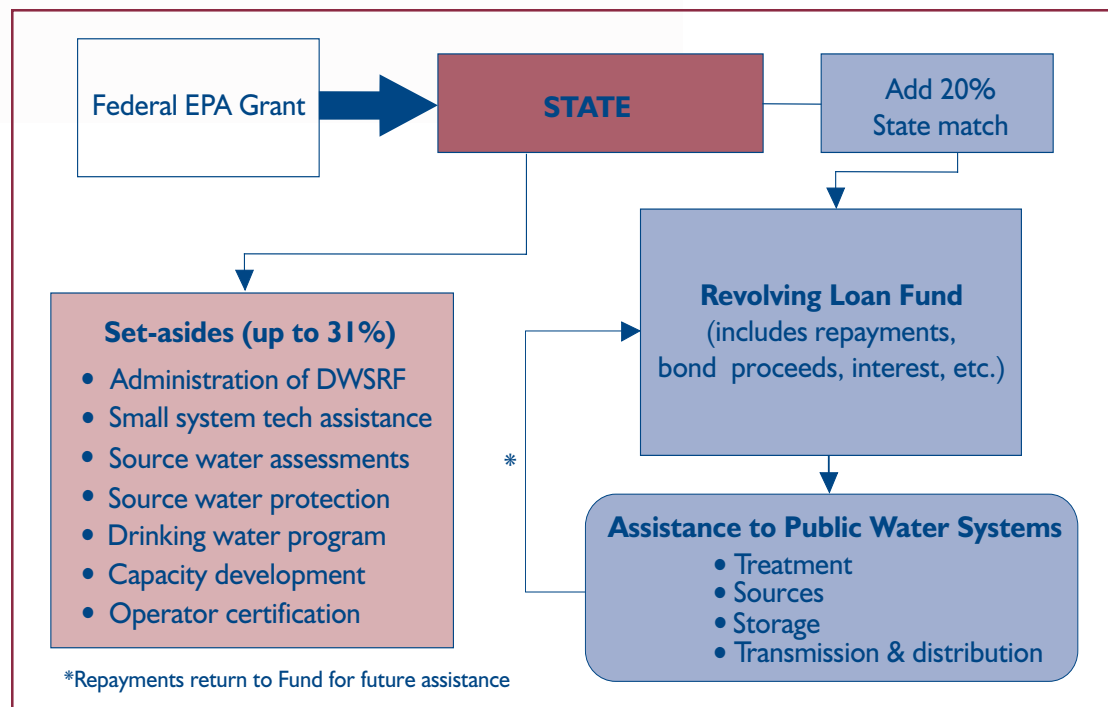 Federal EPA Grant
STATE
Add 20%
State match
Revolving Loan Fund
(includes repayments,
bond proceeds, interest, etc.)
Set-asides (up to 31%)
• Administration of DWSRF
• Small system tech assistance
• Source water assessments
• Source water protection
• Drinking water program
• Capacity development
• Operator certification
*
Assistance to Public Water Systems
• Treatment
• Sources
• Storage
• Transmission & distribution
*Repayments return to Fund for future assistance